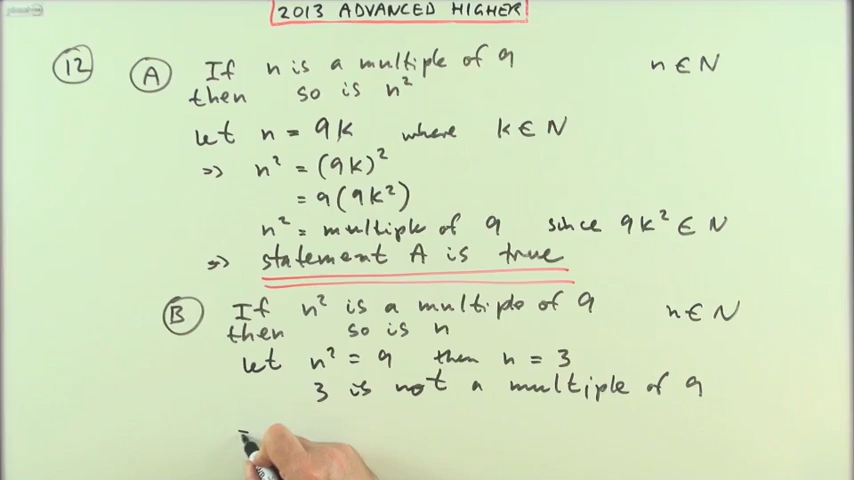 2013 ADVANCED HIGHER
12 A If n is a multiple of 9 n ∈ N
then so is n²
let n = 9k where k ∈ N
=> n² = (9k)²
= 9(9k²)
n² = multiple of 9 since 9k² ∈ N
=> statement A is true
B If n² is a multiple of 9 n ∈ N
then so is n
let n² = 9 then n = 3
3 is not a multiple of 9